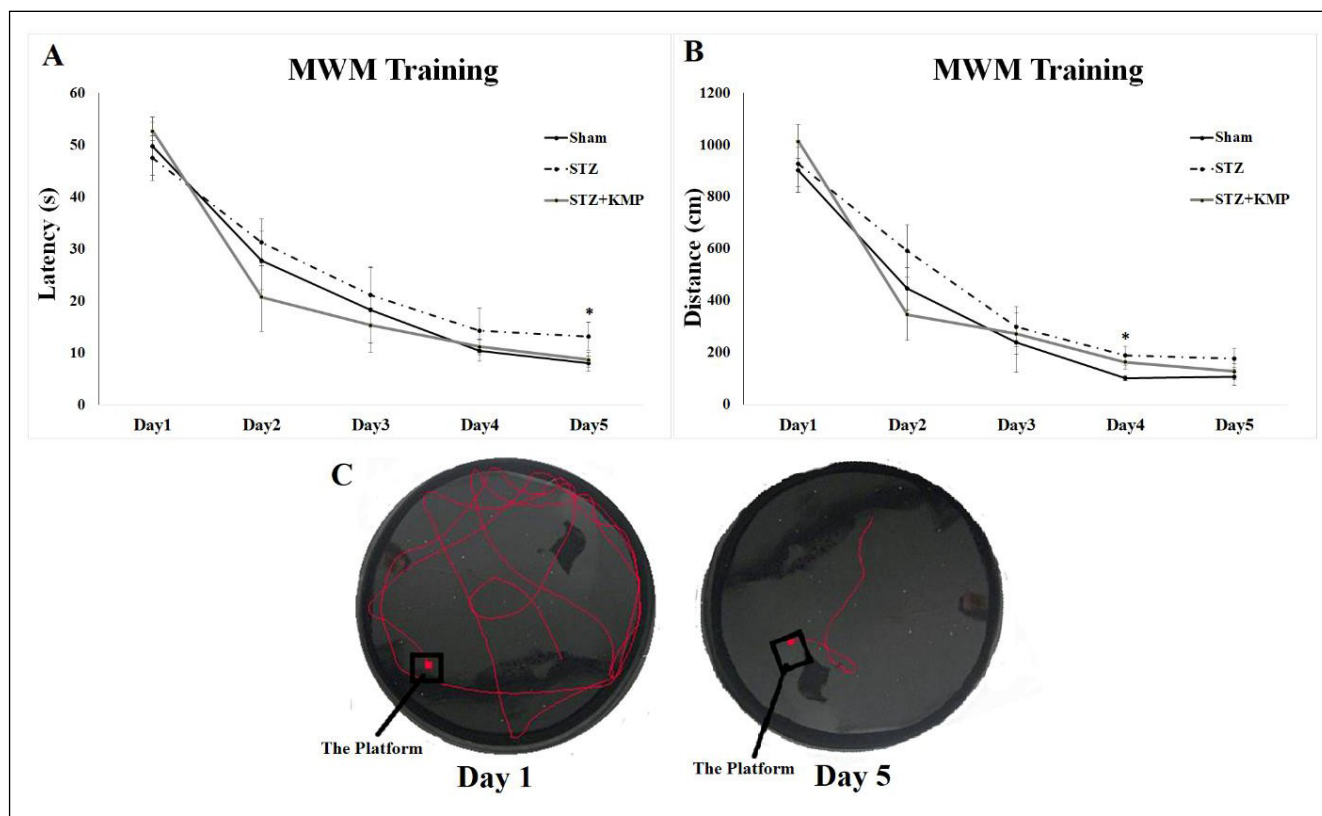 A
MWM Training
60
50
40
30
20
10
0
Latency (s)
Sham
STZ
STZ+KMP
*
Day1 Day2 Day3 Day4 Day5
B
MWM Training
1200
1000
800
600
400
200
0
Distance (cm)
Sham
STZ
STZ+KMP
*
Day1 Day2 Day3 Day4 Day5
C
The Platform
Day 1
The Platform
Day 5